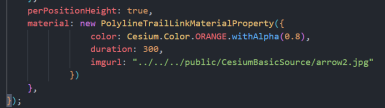 perPositionHeight: true,
material: new PolylineTrailLinkMaterialProperty({
color: Cesium.Color.ORANGE.withAlpha(0.8),
duration: 300,
imgurl: "../../../public/CesiumBasicSource/arrow2.jpg"
})
},
});